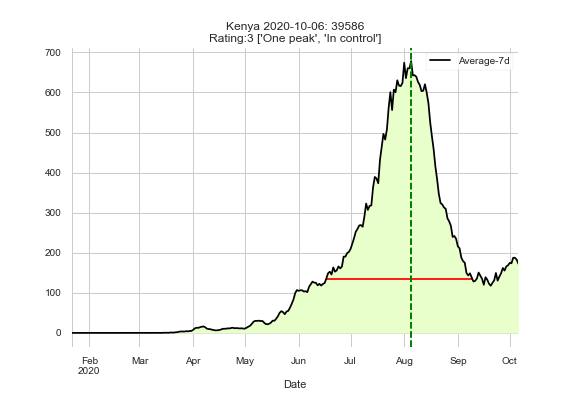 Kenya 2020-10-06: 39586
Rating:3 ['One peak', 'In control']
Average-7d
700
600
500
400
300
200
100
0
Feb Mar Apr May Jun Jul Aug Sep Oct
2020
Date